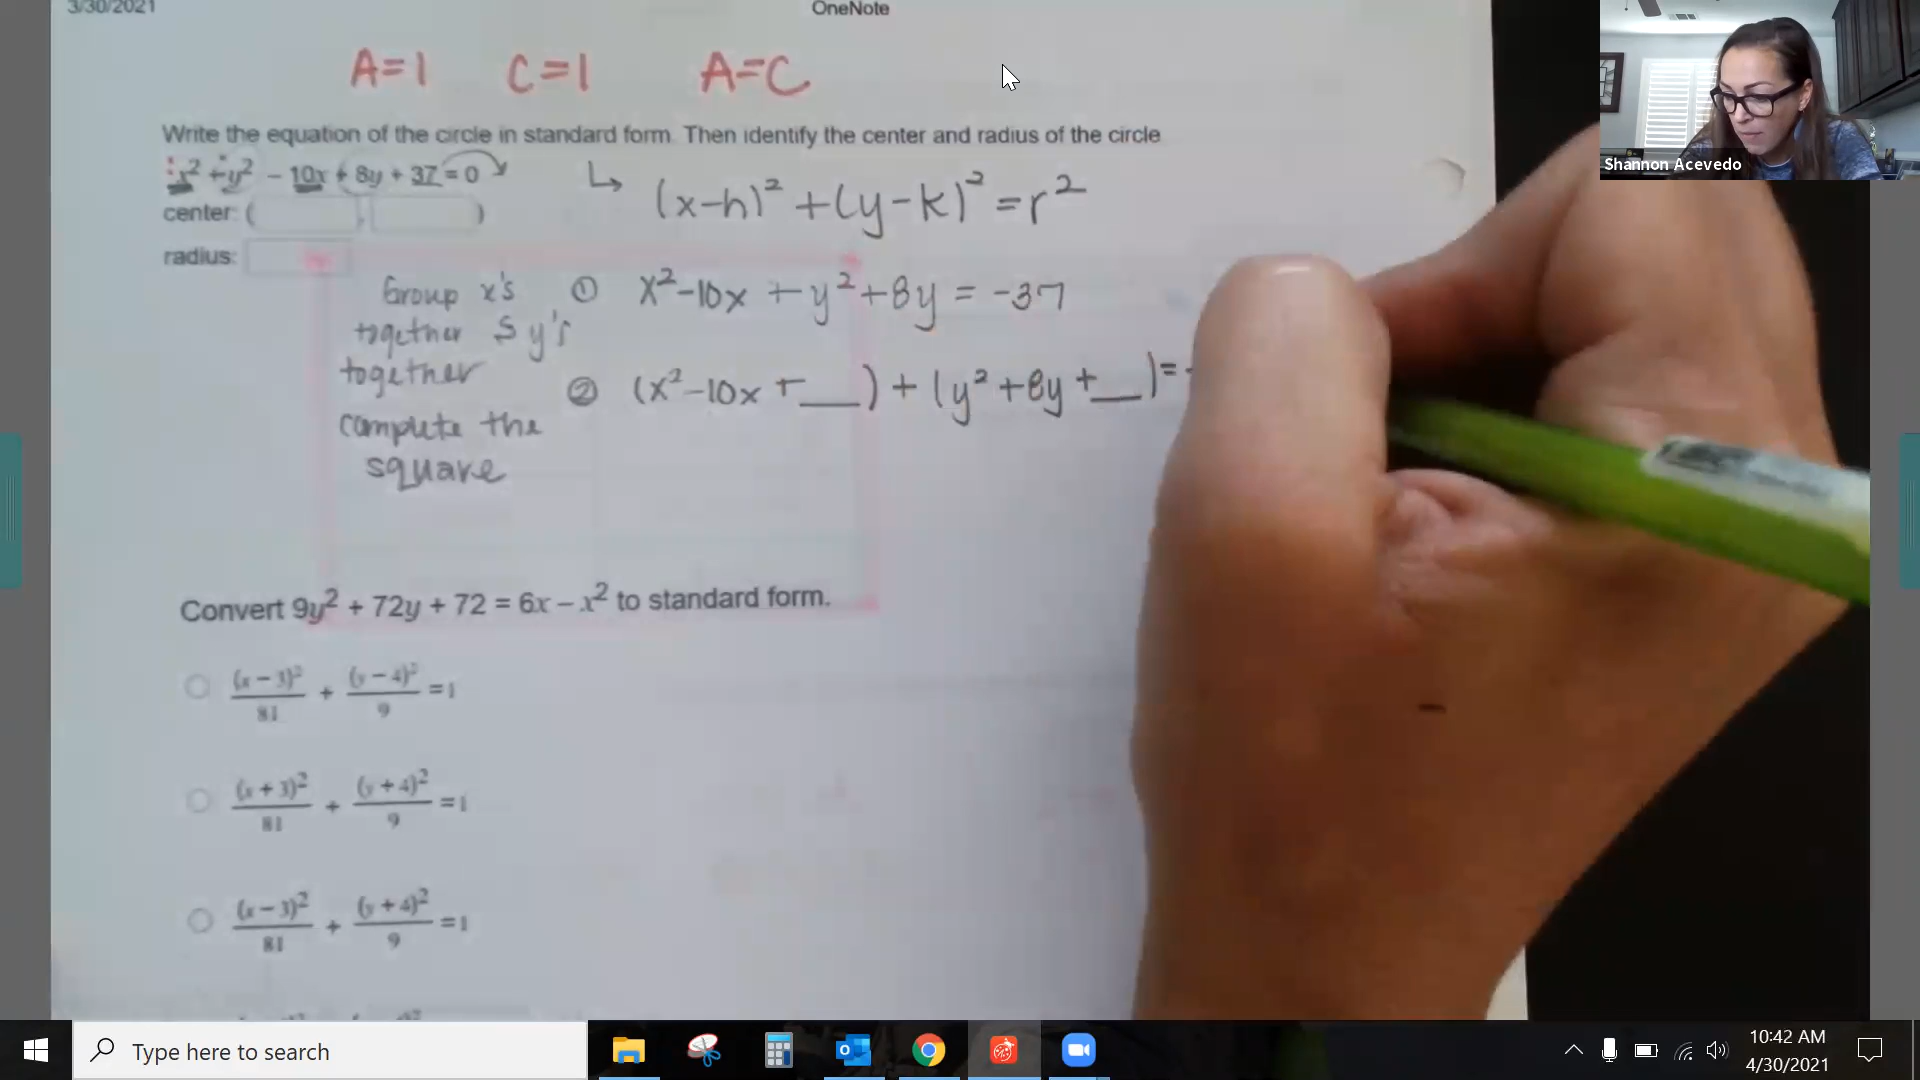 3/30/2021
OneNote
A=1 C=1 A=C
Write the equation of the circle in standard form. Then identify the center and radius of the circle
x² + y² - 10x + 8y + 37 = 0
(x-h)² + (y-k)² = r²
center: ( , )
radius:
Group x's
together & y's
together
① x²-10x + y²+8y = -37
② (x²-10x + __) + (y²+8y + __) = -
complete the
square
Convert 9y² + 72y + 72 = 6x – x² to standard form.
(x – 3)²/81 + (y – 4)²/9 = 1
(x + 3)²/81 + (y + 4)²/9 = 1
(x – 3)²/81 + (y + 4)²/9 = 1
Shannon Acevedo
Type here to search
10:42 AM
4/30/2021